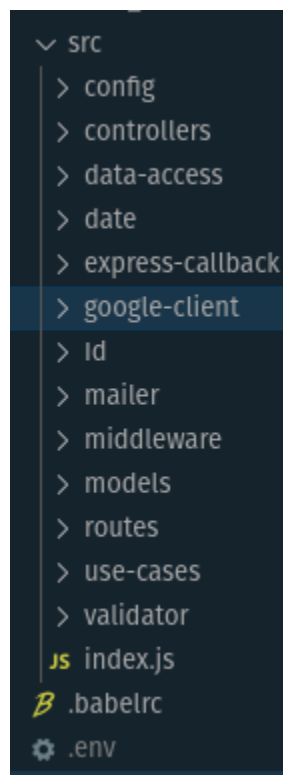 src
config
controllers
data-access
date
express-callback
google-client
id
mailer
middleware
models
routes
use-cases
validator
JS index.js
.babelrc
.env